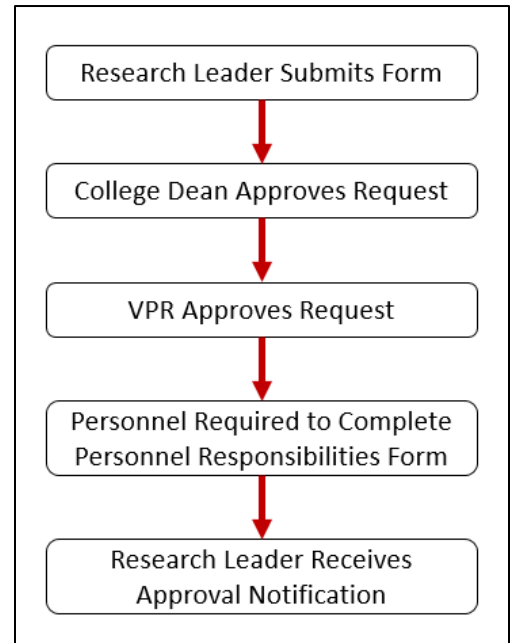 Research Leader Submits Form
College Dean Approves Request
VPR Approves Request
Personnel Required to Complete
Personnel Responsibilities Form
Research Leader Receives
Approval Notification